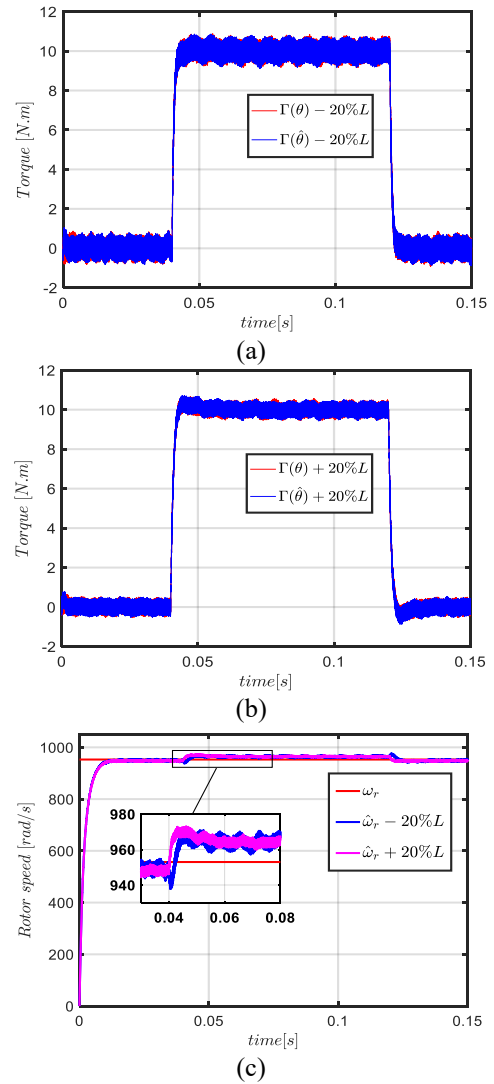 12
10
8
6
4
2
0
-2
Torque [N.m]
Γ(θ) − 20%L
Γ(θ̂) − 20%L
0 0.05 0.1 0.15
time[s]
(a)
12
10
8
6
4
2
0
-2
Torque [N.m]
Γ(θ) + 20%L
Γ(θ̂) + 20%L
0 0.05 0.1 0.15
time[s]
(b)
1000
800
600
400
200
0
Rotor speed [rad/s]
ωᵣ
ω̂ᵣ − 20%L
ω̂ᵣ + 20%L
980
960
940
0.04 0.06 0.08
0 0.05 0.1 0.15
time[s]
(c)